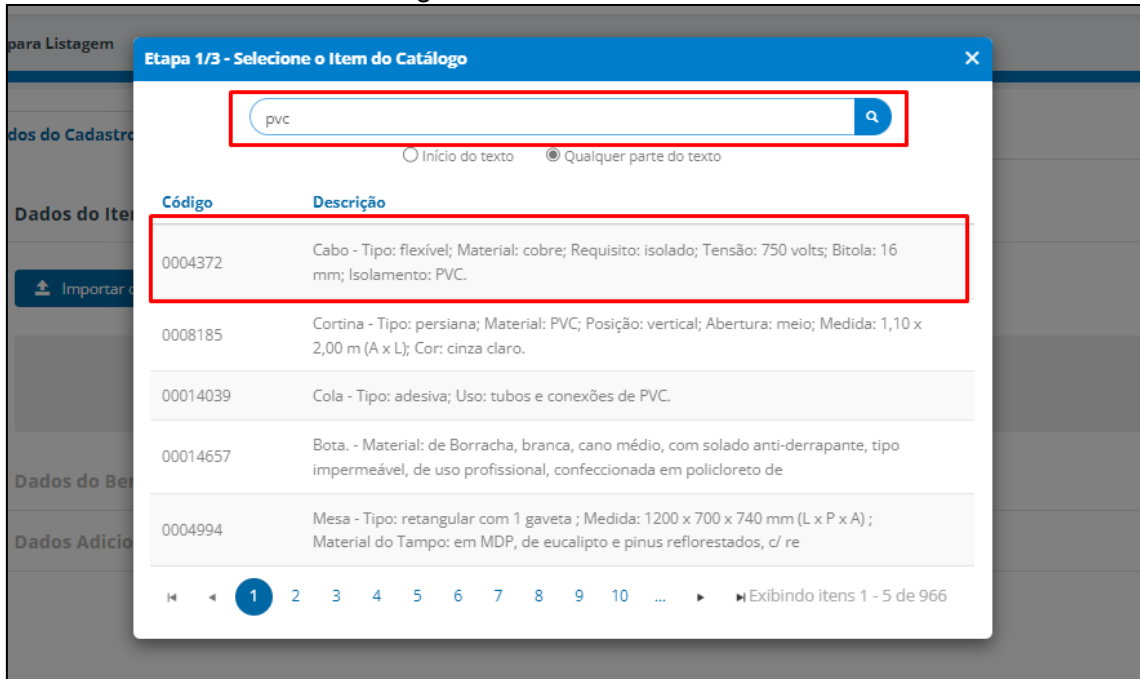 para Listagem
Etapa 1/3 - Selecione o Item do Catálogo
pvc
dos do Cadastro
Início do texto Qualquer parte do texto
Código Descrição
Dados do Iter
0004372 Cabo - Tipo: flexível; Material: cobre; Requisito: isolado; Tensão: 750 volts; Bitola: 16
mm; Isolamento: PVC.
Importar
0008185 Cortina - Tipo: persiana; Material: PVC; Posição: vertical; Abertura: meio; Medida: 1,10 x
2,00 m (A x L); Cor: cinza claro.
00014039 Cola - Tipo: adesiva; Uso: tubos e conexões de PVC.
00014657 Bota. - Material: de Borracha, branca, cano médio, com solado anti-derrapante, tipo
impermeável, de uso profissional, confeccionada em policloreto de
Dados do Ber
0004994 Mesa - Tipo: retangular com 1 gaveta ; Medida: 1200 x 700 x 740 mm (L x P x A) ;
Material do Tampo: em MDP, de eucalipto e pinus reflorestados, c/ re
Dados Adicio
1 2 3 4 5 6 7 8 9 10 ... Exibindo itens 1 - 5 de 966